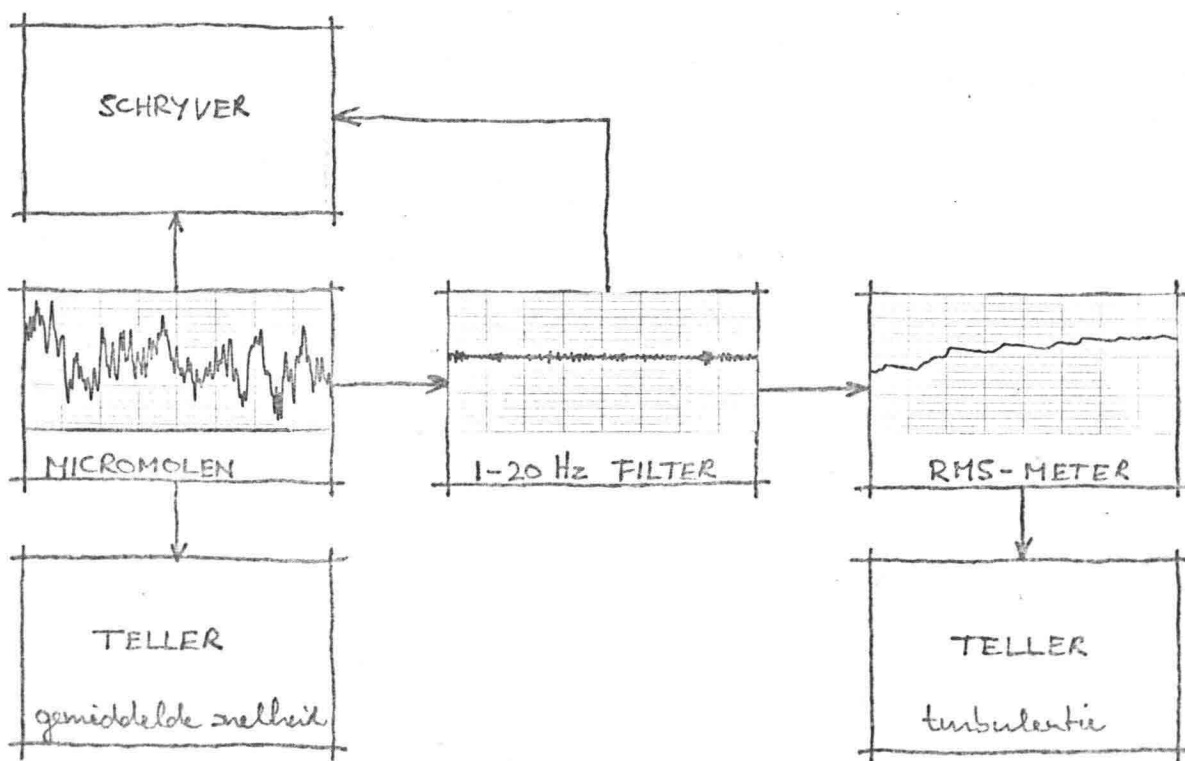 SCHRYVER
MICROMOLEN
1-20 Hz FILTER
RMS-METER
TELLER
gemiddelde snelheid
TELLER
turbulentie